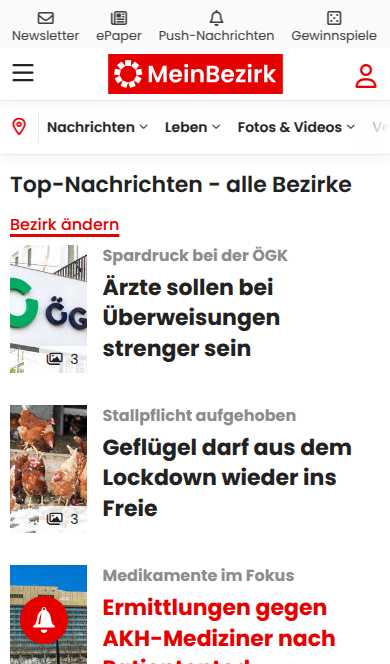 Newsletter ePaper Push-Nachrichten Gewinnspiele
MeinBezirk
Nachrichten Leben Fotos & Videos
Top-Nachrichten - alle Bezirke
Bezirk ändern
Spardruck bei der ÖGK
Ärzte sollen bei
Überweisungen
strenger sein
ÖG
3
Stallpflicht aufgehoben
Geflügel darf aus dem
Lockdown wieder ins
Freie
3
Medikamente im Fokus
Ermittlungen gegen
AKH-Mediziner nach